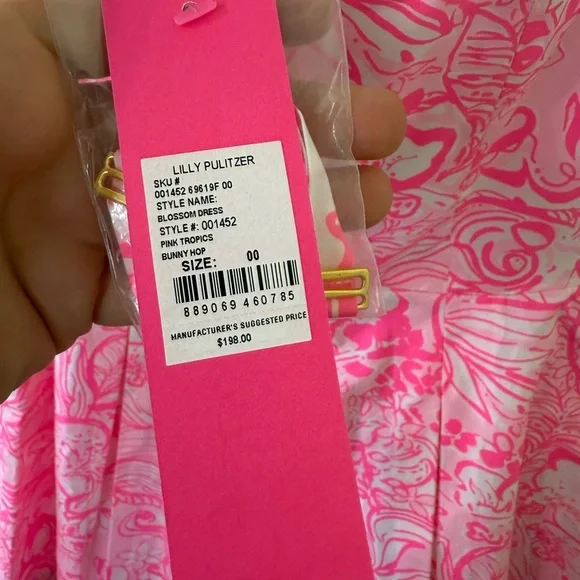 LILLY PULITZER
SKU #
001452 69619F 00
STYLE NAME:
BLOSSOM DRESS
STYLE #: 001452
PINK TROPICS
BUNNY HOP
SIZE: 00
889069 460785
MANUFACTURER'S SUGGESTED PRICE
$198.00